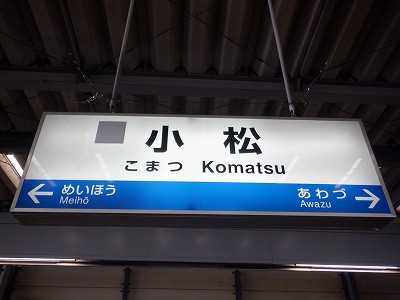 小松
こまつ Komatsu
← めいほう あわづ →
Meihō Awazu